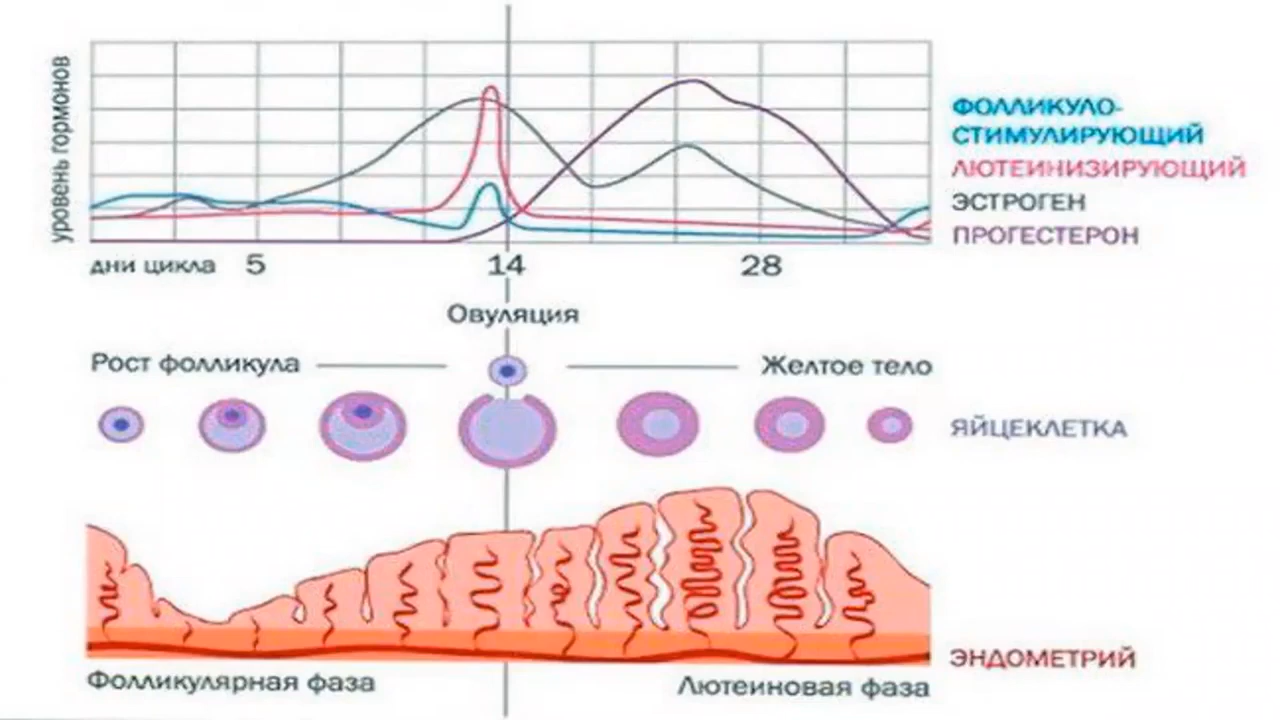 уровень гормонов
ФОЛЛИКУЛО-
СТИМУЛИРУЮЩИЙ
ЛЮТЕИНИЗИРУЮЩИЙ
ЭСТРОГЕН
ПРОГЕСТЕРОН
дни цикла 5 14 28
Овуляция
Рост фолликула Желтое тело
ЯЙЦЕКЛЕТКА
ЭНДОМЕТРИЙ
Фолликулярная фаза Лютеиновая фаза